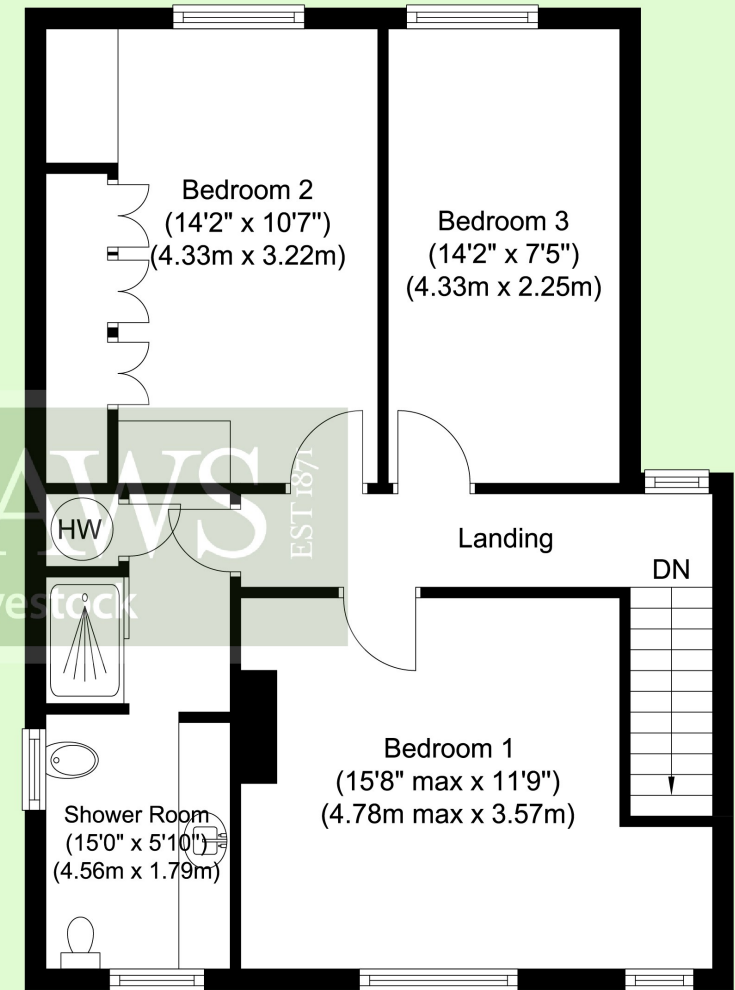 Bedroom 2
(14'2" x 10'7")
(4.33m x 3.22m)
Bedroom 3
(14'2" x 7'5")
(4.33m x 2.25m)
AWS
EST 1871
HW
Landing
DN
vestock
Bedroom 1
(15'8" max x 11'9")
(4.78m max x 3.57m)
Shower Room
(15'0" x 5'10")
(4.56m x 1.79m)